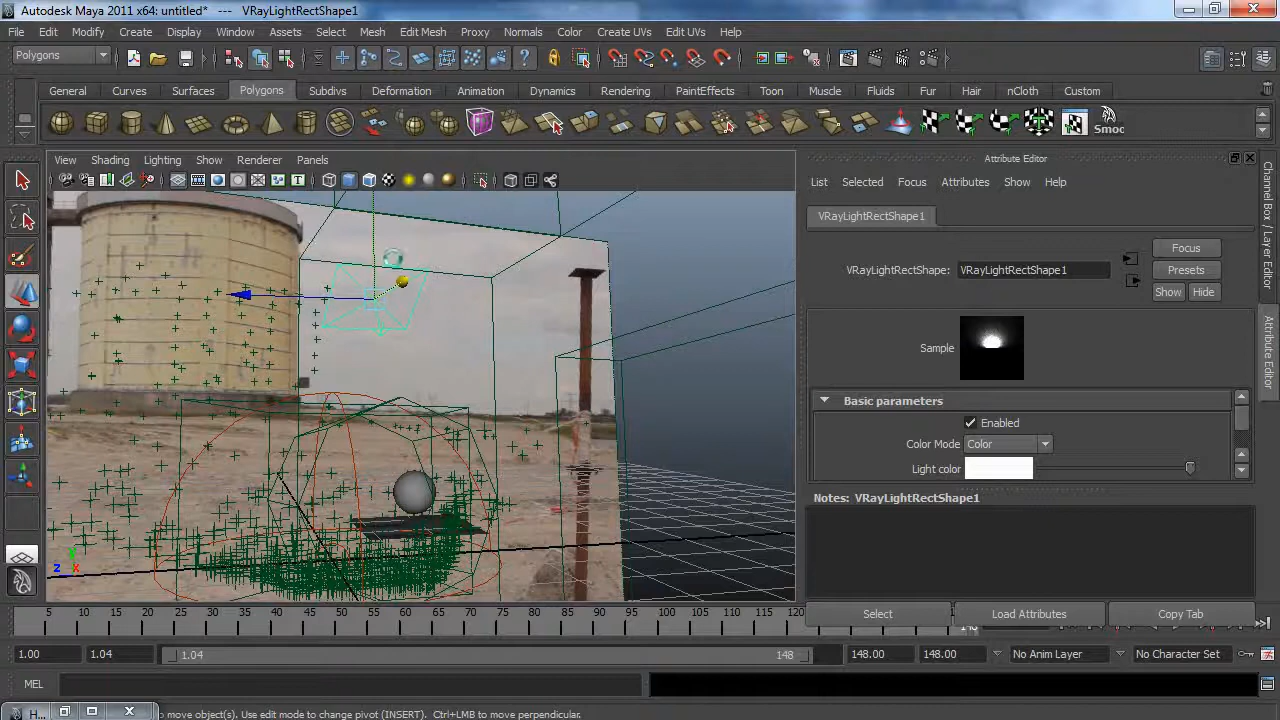 Autodesk Maya 2011 x64: untitled*   ---   VRayLightRectShape1
File Edit Modify Create Display Window Assets Select Mesh Edit Mesh Proxy Normals Color Create UVs Edit UVs Help
Polygons
General Curves Surfaces Polygons Subdivs Deformation Animation Dynamics Rendering PaintEffects Toon Muscle Fluids Fur Hair nCloth Custom
Smoc
View Shading Lighting Show Renderer Panels
Attribute Editor
List Selected Focus Attributes Show Help
VRayLightRectShape1
Focus
VRayLightRectShape: VRayLightRectShape1
Presets
Show Hide
Sample
Basic parameters
Enabled
Color Mode Color
Light color
Notes: VRayLightRectShape1
Select Load Attributes Copy Tab
Channel Box / Layer Editor
Attribute Editor
Y
Z X
5 10 15 20 25 30 35 40 45 50 55 60 65 70 75 80 85 90 95 100 105 110 115 120
1.00 1.04 1.04 148 148.00 148.00 No Anim Layer No Character Set
MEL
H... to move object(s). Use edit mode to change pivot (INSERT). Ctrl+LMB to move perpendicular.